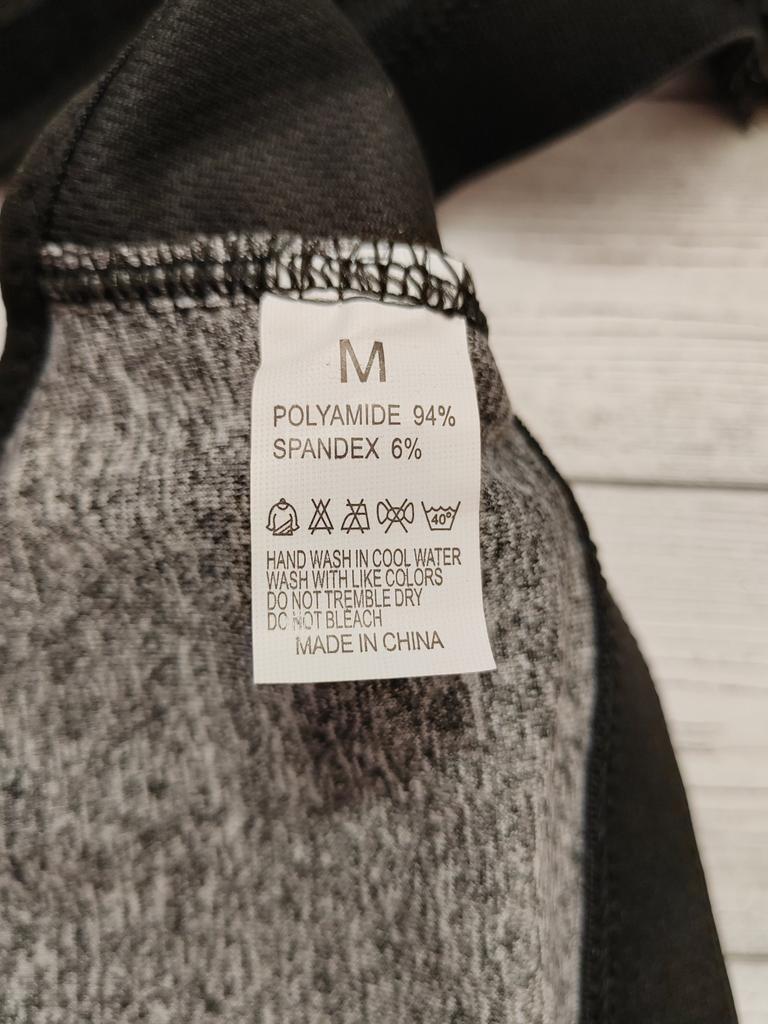 M
POLYAMIDE 94%
SPANDEX 6%
40°
HAND WASH IN COOL WATER
WASH WITH LIKE COLORS
DO NOT TREMBLE DRY
DO NOT BLEACH
MADE IN CHINA